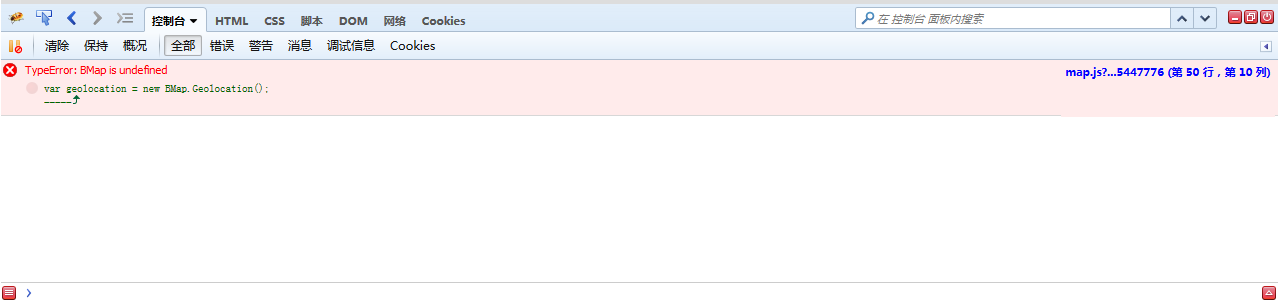 控制台 HTML CSS 脚本 DOM 网络 Cookies 在 控制台 面板内搜索
清除 保持 概况 全部 错误 警告 消息 调试信息 Cookies
TypeError: BMap is undefined map.js?...5447776 (第 50 行，第 10 列)
var geolocation = new BMap.Geolocation();